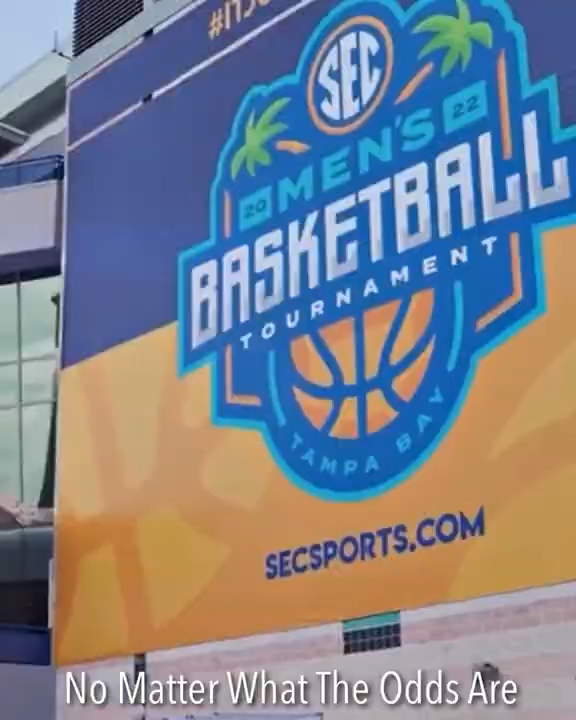 SEC
20 MEN'S 22
BASKETBALL
TOURNAMENT
TAMPA BAY
SECSPORTS.COM
No Matter What The Odds Are